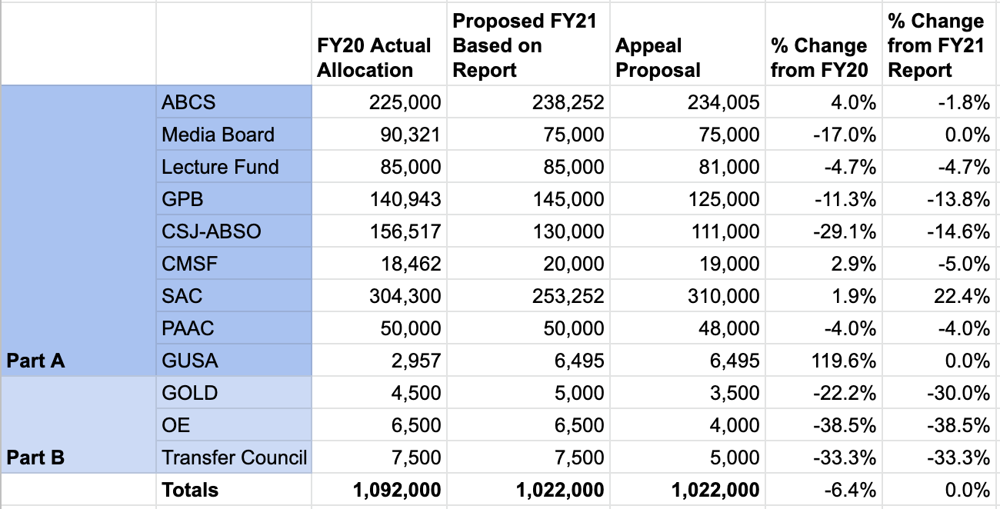 FY20 Actual Allocation | Proposed FY21 Based on Report | Appeal Proposal | % Change from FY20 | % Change from FY21 Report
ABCS 225,000 238,252 234,005 4.0% -1.8%
Media Board 90,321 75,000 75,000 -17.0% 0.0%
Lecture Fund 85,000 85,000 81,000 -4.7% -4.7%
GPB 140,943 145,000 125,000 -11.3% -13.8%
CSJ-ABSO 156,517 130,000 111,000 -29.1% -14.6%
CMSF 18,462 20,000 19,000 2.9% -5.0%
SAC 304,300 253,252 310,000 1.9% 22.4%
PAAC 50,000 50,000 48,000 -4.0% -4.0%
Part A GUSA 2,957 6,495 6,495 119.6% 0.0%
GOLD 4,500 5,000 3,500 -22.2% -30.0%
OE 6,500 6,500 4,000 -38.5% -38.5%
Part B Transfer Council 7,500 7,500 5,000 -33.3% -33.3%
Totals 1,092,000 1,022,000 1,022,000 -6.4% 0.0%